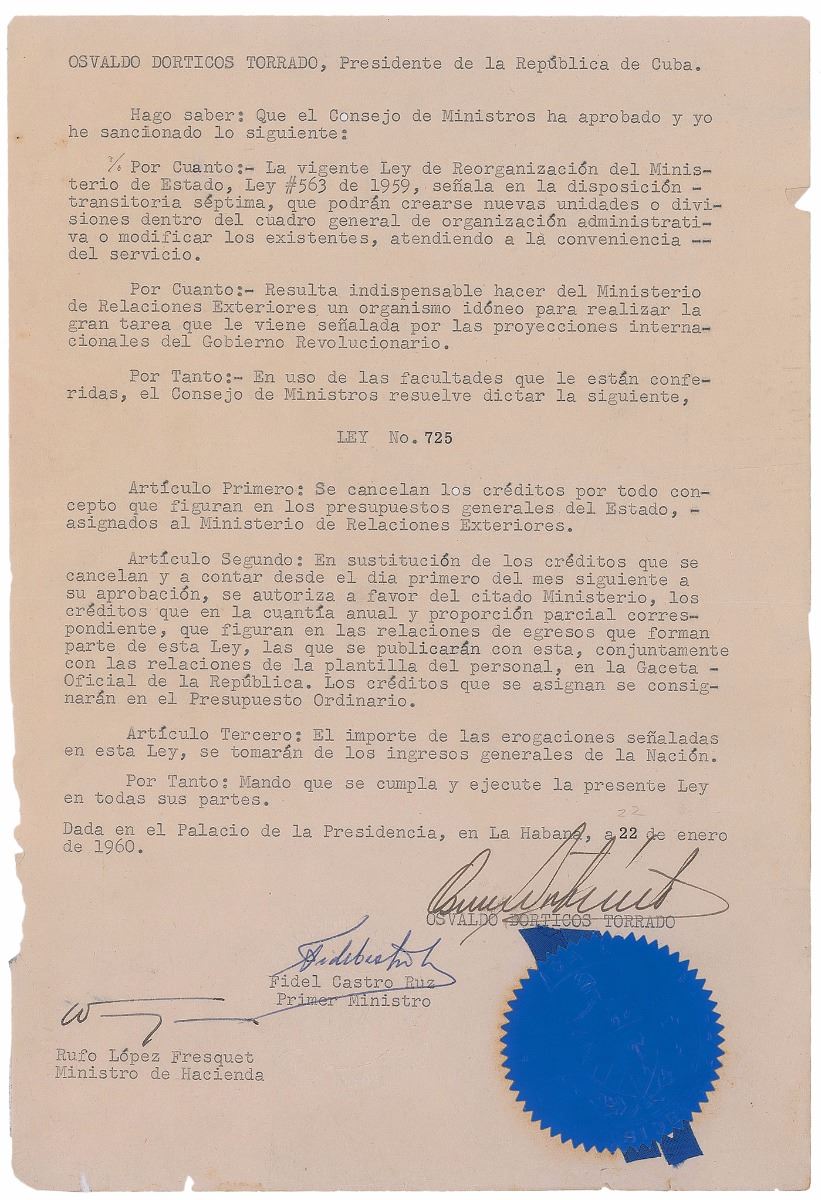 OSVALDO DORTICOS TORRADO, Presidente de la República de Cuba.
Hago saber: Que el Consejo de Ministros ha aprobado y yo
he sancionado lo siguiente:
Por Cuanto:- La vigente Ley de Reorganización del Minis-
terio de Estado, Ley #563 de 1959, señala en la disposición -
transitoria séptima, que podrán crearse nuevas unidades o divi-
siones dentro del cuadro general de organización administrati-
va o modificar los existentes, atendiendo a la conveniencia --
del servicio.
Por Cuanto:- Resulta indispensable hacer del Ministerio
de Relaciones Exteriores un organismo idóneo para realizar la
gran tarea que le viene señalada por las proyecciones interna-
cionales del Gobierno Revolucionario.
Por Tanto:- En uso de las facultades que le están confe-
ridas, el Consejo de Ministros resuelve dictar la siguiente,
LEY No. 725
Artículo Primero: Se cancelan los créditos por todo con-
cepto que figuran en los presupuestos generales del Estado, -
asignados al Ministerio de Relaciones Exteriores.
Artículo Segundo: En sustitución de los créditos que se
cancelan y a contar desde el dia primero del mes siguiente a
su aprobación, se autoriza a favor del citado Ministerio, los
créditos que en la cuantía anual y proporción parcial corres-
pondiente, que figuran en las relaciones de egresos que forman
parte de esta Ley, las que se publicarán con esta, conjuntamente
con las relaciones de la plantilla del personal, en la Gaceta -
Oficial de la República. Los créditos que se asignan se consig-
narán en el Presupuesto Ordinario.
Artículo Tercero: El importe de las erogaciones señaladas
en esta Ley, se tomarán de los ingresos generales de la Nación.
Por Tanto: Mando que se cumpla y ejecute la presente Ley
en todas sus partes.
22
Dada en el Palacio de la Presidencia, en La Habana, a 22 de enero
de 1960.
OSVALDO DORTICOS TORRADO
Fidel Castro Ruz
Primer Ministro
Rufo López Fresquet
Ministro de Hacienda